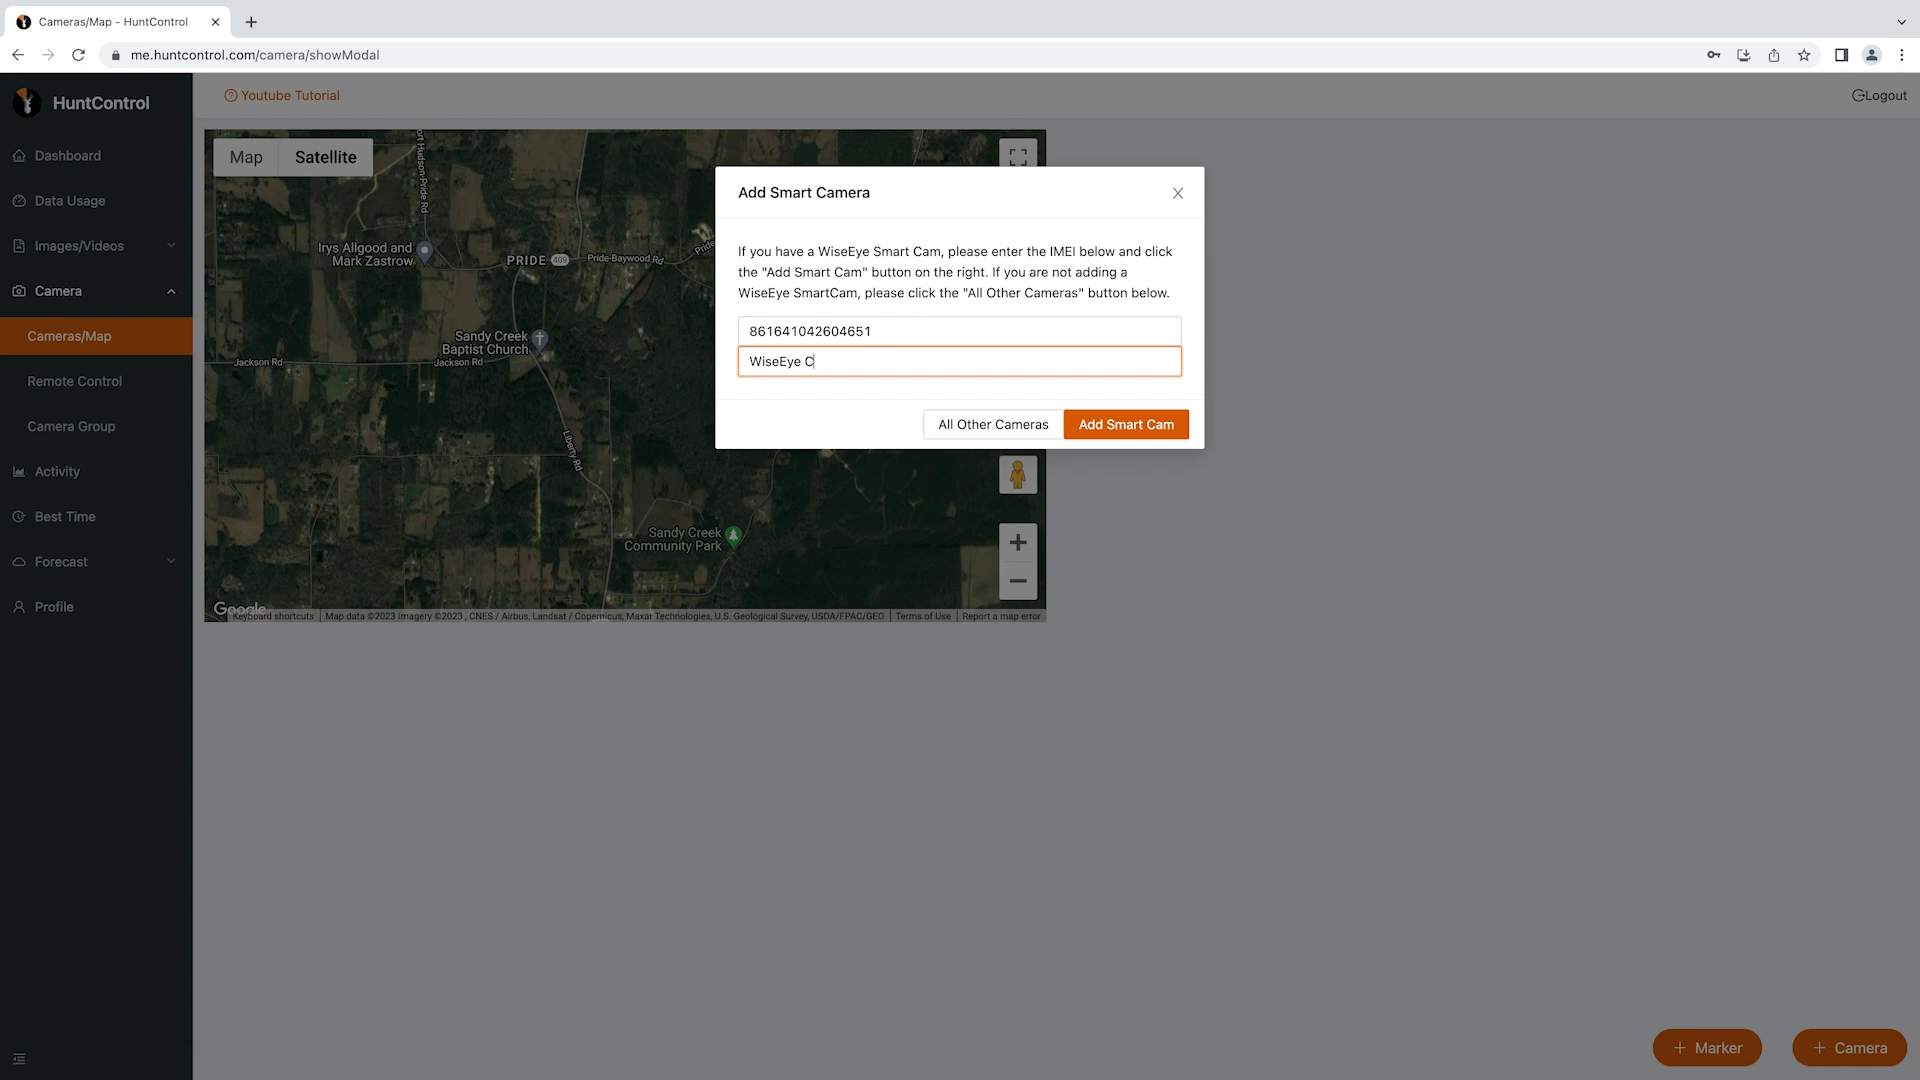 Cameras/Map - HuntControl
me.huntcontrol.com/camera/showModal
HuntControl
Youtube Tutorial
Logout
Dashboard
Data Usage
Images/Videos
Camera
Cameras/Map
Remote Control
Camera Group
Activity
Best Time
Forecast
Profile
Map
Satellite
ort Hudson-Pride Rd
Irys Allgood and
Mark Zastrow
PRIDE
409
Pride-Baywood Rd
Pride
Sandy Creek
Baptist Church
Jackson Rd
Jackson Rd
Liberty Rd
Sandy Creek
Community Park
Google
Keyboard shortcuts
Map data ©2023 Imagery ©2023 , CNES / Airbus, Landsat / Copernicus, Maxar Technologies, U.S. Geological Survey, USDA/FPAC/GEO
Terms of Use
Report a map error
Add Smart Camera
If you have a WiseEye Smart Cam, please enter the IMEI below and click
the "Add Smart Cam" button on the right. If you are not adding a
WiseEye SmartCam, please click the "All Other Cameras" button below.
861641042604651
WiseEye C
All Other Cameras
Add Smart Cam
+ Marker
+ Camera